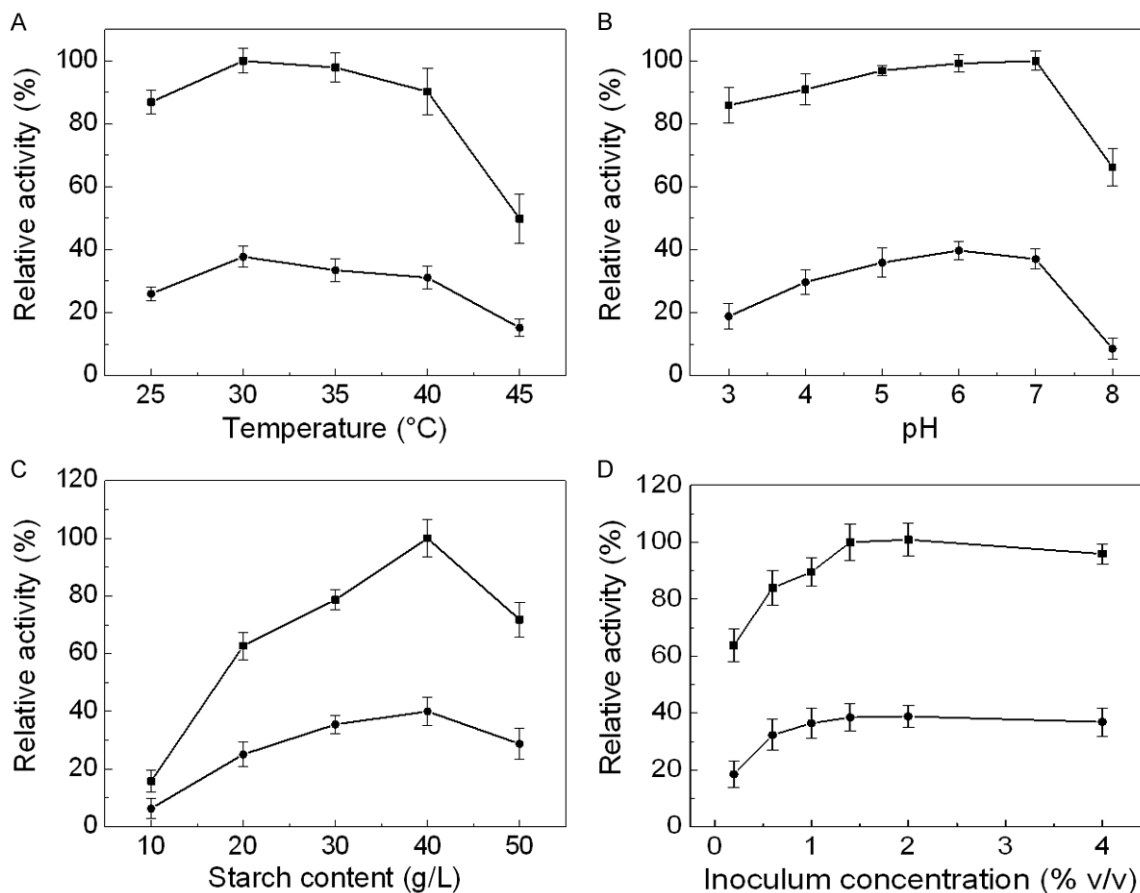 A
Relative activity (%)
100
80
60
40
20
0
25 30 35 40 45
Temperature (°C)
B
Relative activity (%)
100
80
60
40
20
0
3 4 5 6 7 8
pH
C
Relative activity (%)
120
100
80
60
40
20
0
10 20 30 40 50
Starch content (g/L)
D
Relative activity (%)
120
100
80
60
40
20
0
0 1 2 3 4
Inoculum concentration (% v/v)